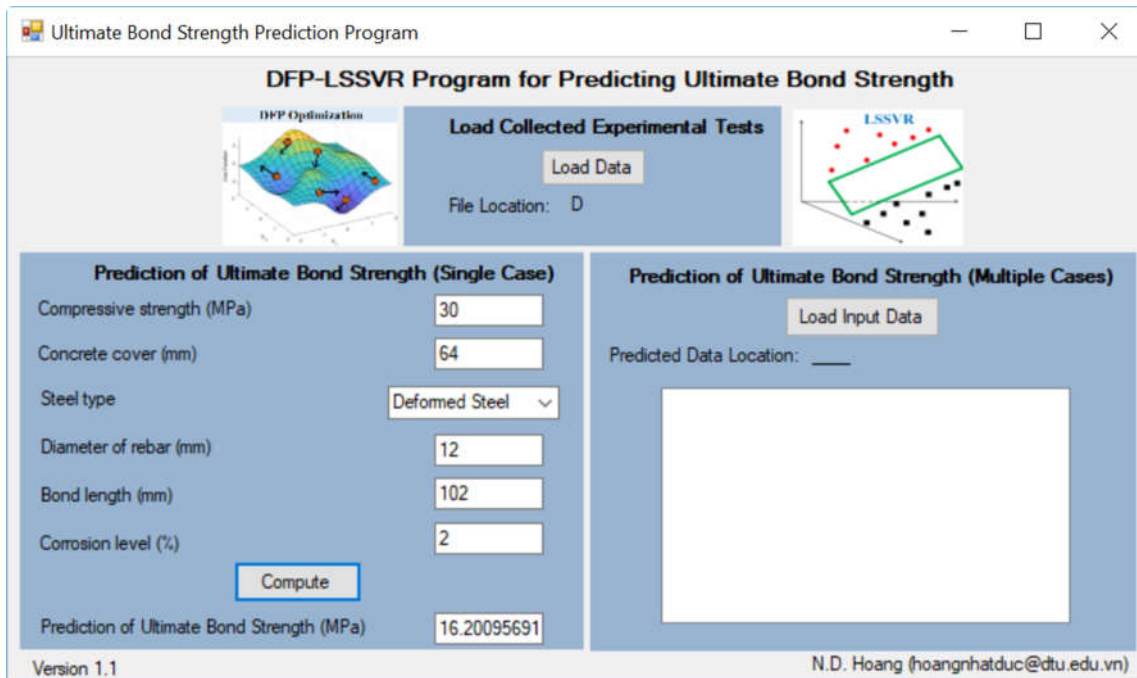 Ultimate Bond Strength Prediction Program
DFP-LSSVR Program for Predicting Ultimate Bond Strength
DFP Optimization
Load Collected Experimental Tests
Load Data
File Location: D
LSSVR
Prediction of Ultimate Bond Strength (Single Case)
Compressive strength (MPa) 30
Concrete cover (mm) 64
Steel type Deformed Steel
Diameter of rebar (mm) 12
Bond length (mm) 102
Corrosion level (%) 2
Compute
Prediction of Ultimate Bond Strength (MPa) 16.20095691
Prediction of Ultimate Bond Strength (Multiple Cases)
Load Input Data
Predicted Data Location: ____
Version 1.1
N.D. Hoang (hoangnhatduc@dtu.edu.vn)